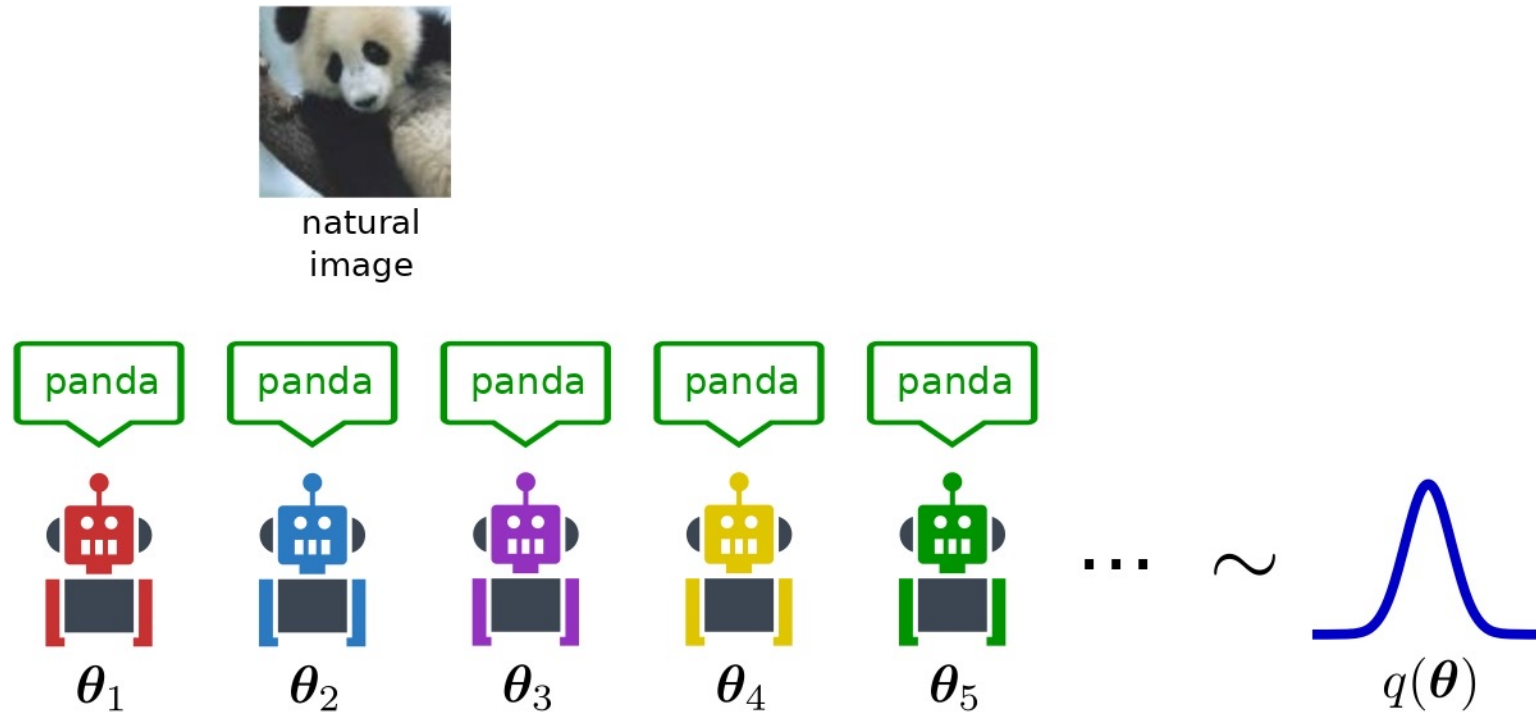 natural
image
panda panda panda panda panda
... ~
θ₁ θ₂ θ₃ θ₄ θ₅ q(θ)